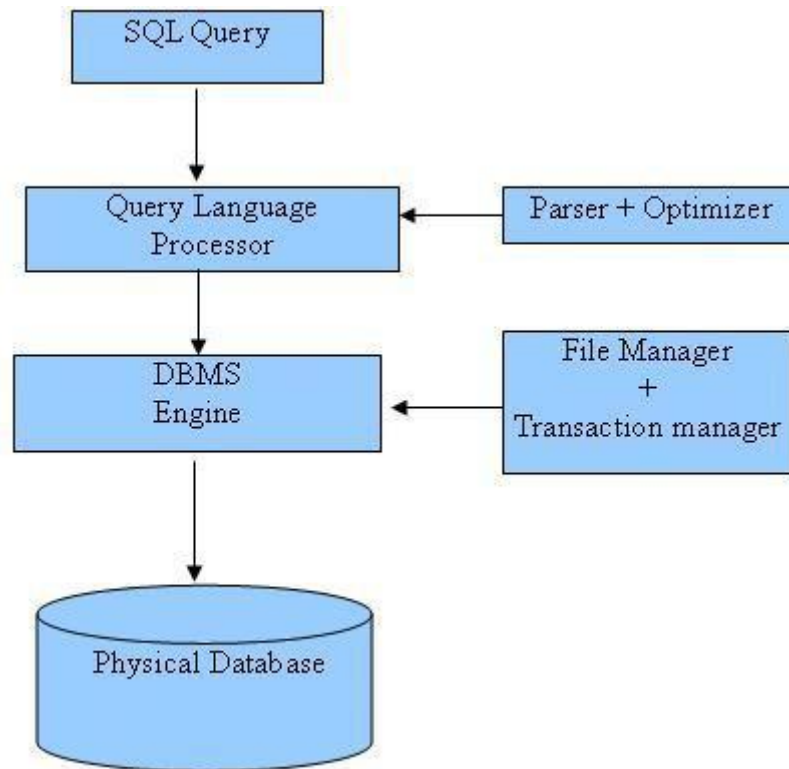 SQL Query
Query Language
Processor
Parser + Optimizer
DBMS
Engine
File Manager
+
Transaction manager
Physical Database